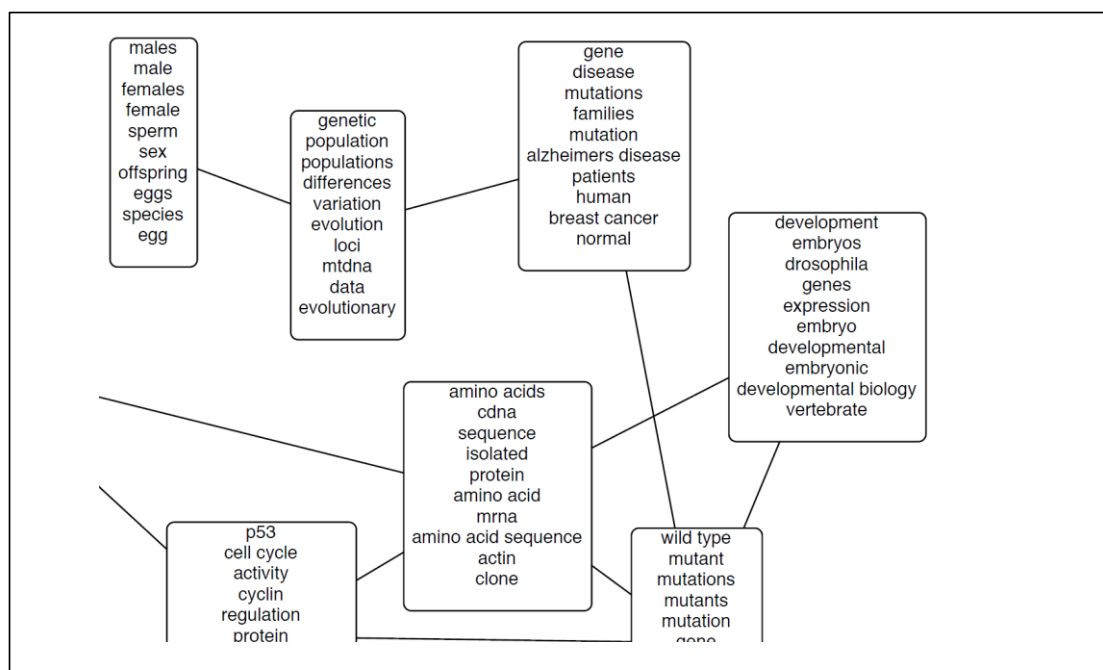 males
male
females
female
sperm
sex
offspring
eggs
species
egg
genetic
population
populations
differences
variation
evolution
loci
mtdna
data
evolutionary
gene
disease
mutations
families
mutation
alzheimers disease
patients
human
breast cancer
normal
development
embryos
drosophila
genes
expression
embryo
developmental
embryonic
developmental biology
vertebrate
amino acids
cdna
sequence
isolated
protein
amino acid
mrna
amino acid sequence
actin
clone
p53
cell cycle
activity
cyclin
regulation
protein
wild type
mutant
mutations
mutants
mutation
gene